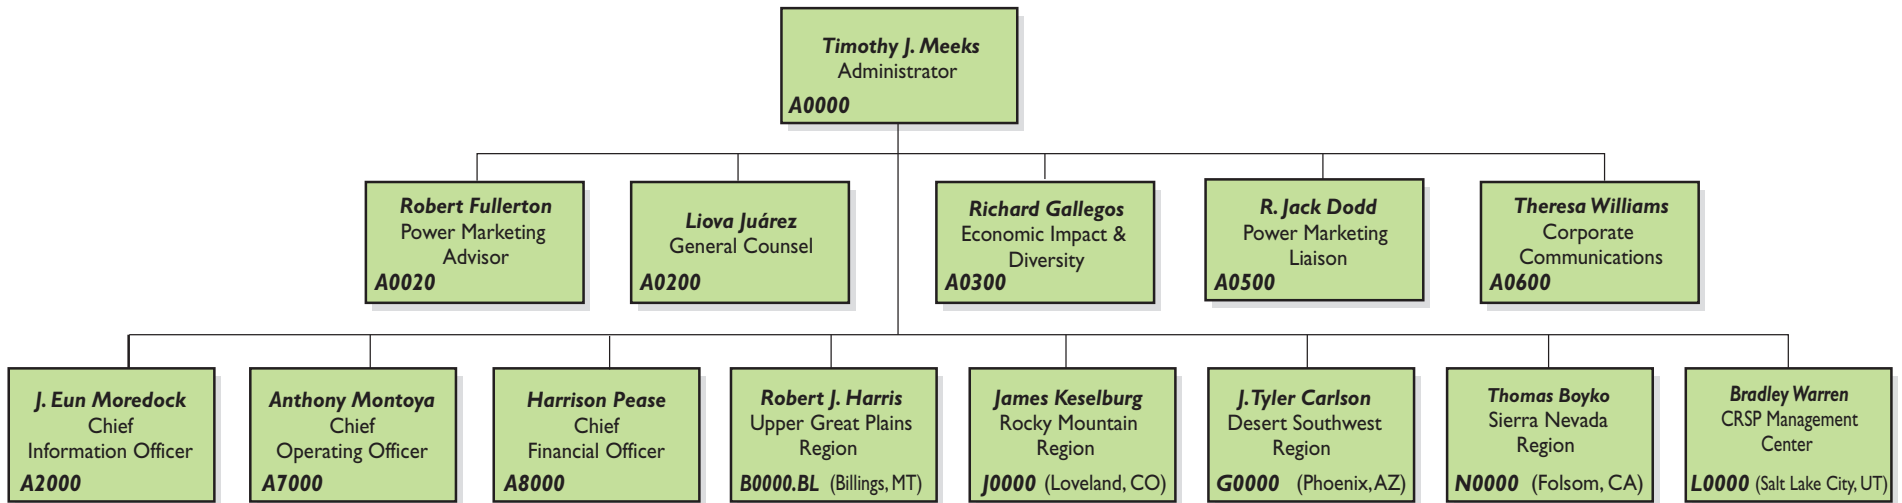 Timothy J. Meeks
Administrator
A0000
Robert Fullerton
Power Marketing
Advisor
A0020
Liova Juárez
General Counsel
A0200
Richard Gallegos
Economic Impact &
Diversity
A0300
R. Jack Dodd
Power Marketing
Liaison
A0500
Theresa Williams
Corporate
Communications
A0600
J. Eun Moredock
Chief
Information Officer
A2000
Anthony Montoya
Chief
Operating Officer
A7000
Harrison Pease
Chief
Financial Officer
A8000
Robert J. Harris
Upper Great Plains
Region
B0000.BL (Billings, MT)
James Keselburg
Rocky Mountain
Region
J0000 (Loveland, CO)
J. Tyler Carlson
Desert Southwest
Region
G0000 (Phoenix, AZ)
Thomas Boyko
Sierra Nevada
Region
N0000 (Folsom, CA)
Bradley Warren
CRSP Management
Center
L0000 (Salt Lake City, UT)